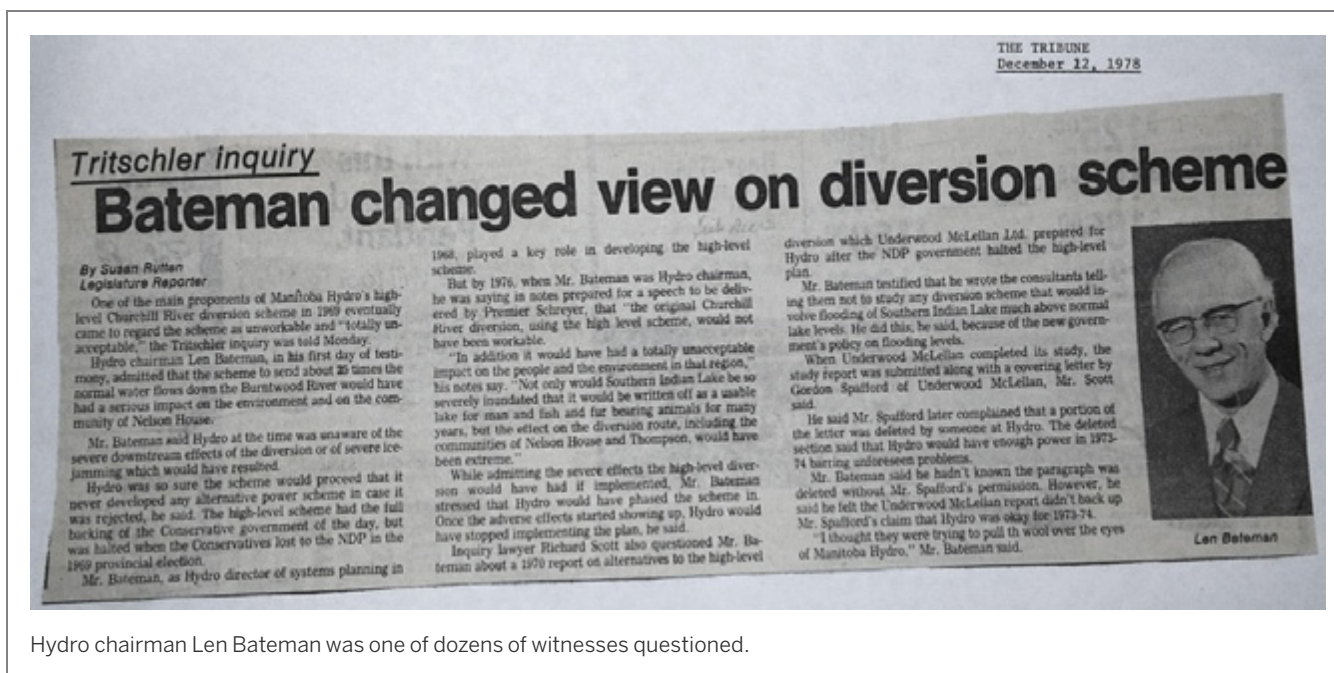 THE TRIBUNE
December 12, 1978
Tritschler inquiry
Bateman changed view on diversion scheme
By Susan Rutten
Legislature Reporter
One of the main proponents of Manitoba Hydro's high-
level Churchill River diversion scheme in 1969 eventually
came to regard the scheme as unworkable and "totally un-
acceptable," the Tritschler inquiry was told Monday.
Hydro chairman Len Bateman, in his first day of testi-
mony, admitted that the scheme to send about 25 times the
normal water flows down the Burntwood River would have
had a serious impact on the environment and on the com-
munity of Nelson House.
Mr. Bateman said Hydro at the time was unaware of the
severe downstream effects of the diversion or of severe ice-
jamming which would have resulted.
Hydro was so sure the scheme would proceed that it
never developed any alternative power scheme in case it
was rejected, he said. The high-level scheme had the full
backing of the Conservative government of the day, but
was halted when the Conservatives lost to the NDP in the
1969 provincial election.
Mr. Bateman, as Hydro director of systems planning in
1968, played a key role in developing the high-level
scheme.
But by 1976, when Mr. Bateman was Hydro chairman,
he was saying in notes prepared for a speech to be deliv-
ered by Premier Schreyer, that "the original Churchill
River diversion, using the high level scheme, would not
have been workable.
"In addition it would have had a totally unacceptable
impact on the people and the environment in that region,"
his notes say. "Not only would Southern Indian Lake be so
severely inundated that it would be written off as a usable
lake for man and fish and fur bearing animals for many
years, but the effect on the diversion route, including the
communities of Nelson House and Thompson, would have
been extreme."
While admitting the severe effects the high-level diver-
sion would have had if implemented, Mr. Bateman
stressed that Hydro would have phased the scheme in.
Once the adverse effects started showing up, Hydro would
have stopped implementing the plan, he said.
Inquiry lawyer Richard Scott also questioned Mr. Ba-
teman about a 1970 report on alternatives to the high-level
diversion which Underwood McLellan Ltd. prepared for
Hydro after the NDP government halted the high-level
plan.
Mr. Bateman testified that he wrote the consultants tell-
ing them not to study any diversion scheme that would in-
volve flooding of Southern Indian Lake much above normal
lake levels. He did this, he said, because of the new govern-
ment's policy on flooding levels.
When Underwood McLellan completed its study, the
study report was submitted along with a covering letter by
Gordon Spafford of Underwood McLellan, Mr. Scott
said.
He said Mr. Spafford later complained that a portion of
the letter was deleted by someone at Hydro. The deleted
section said that Hydro would have enough power in 1973-
74 barring unforeseen problems.
Mr. Bateman said he hadn't known the paragraph was
deleted without Mr. Spafford's permission. However, he
said he felt the Underwood McLellan report didn't back up
Mr. Spafford's claim that Hydro was okay for 1973-74.
"I thought they were trying to pull th wool over the eyes
of Manitoba Hydro," Mr. Bateman said.
Len Bateman
Hydro chairman Len Bateman was one of dozens of witnesses questioned.